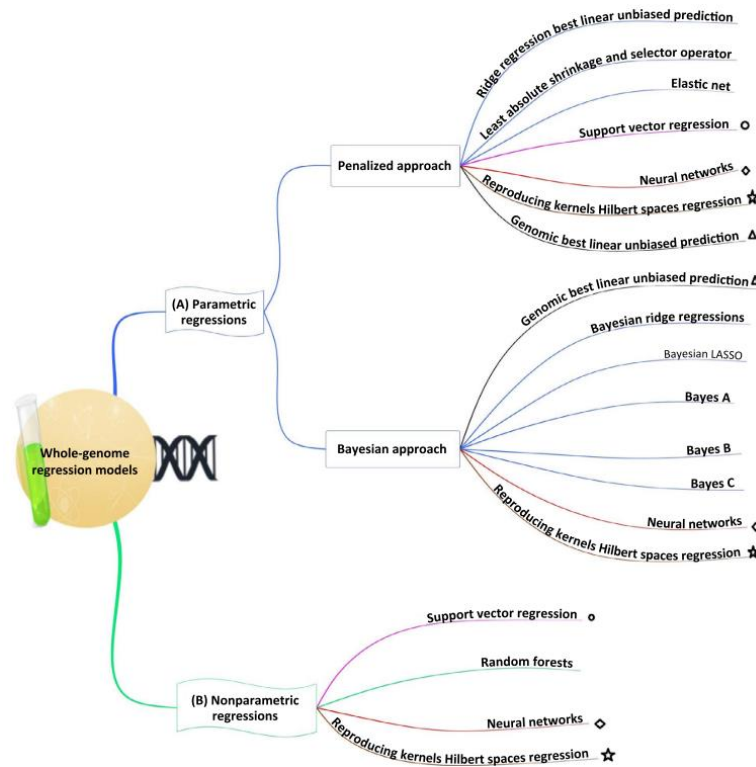 Ridge regression best linear unbiased prediction
Least absolute shrinkage and selector operator
Elastic net
Support vector regression
Penalized approach
Neural networks
Reproducing kernels Hilbert spaces regression
Genomic best linear unbiased prediction
(A) Parametric
regressions
Genomic best linear unbiased prediction
Bayesian ridge regressions
Bayesian LASSO
Bayes A
Bayesian approach
Bayes B
Bayes C
Neural networks
Reproducing kernels Hilbert spaces regression
Whole-genome
regression models
Support vector regression
Random forests
(B) Nonparametric
regressions
Neural networks
Reproducing kernels Hilbert spaces regression